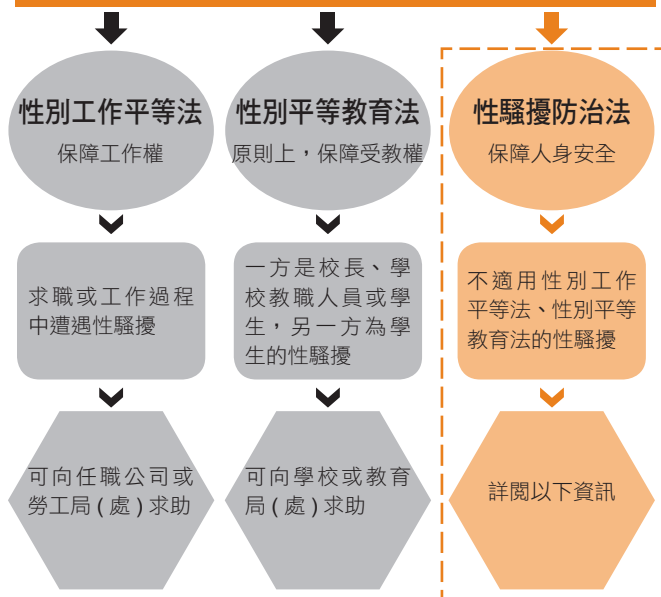 性別工作平等法
保障工作權
求職或工作過程
中遭遇性騷擾
可向任職公司或
勞工局(處)求助
性別平等教育法
原則上，保障受教權
一方是校長、學
校教職人員或學
生，另一方為學
生的性騷擾
可向學校或教育
局(處)求助
性騷擾防治法
保障人身安全
不適用性別工作
平等法、性別平等
教育法的性騷擾
詳閱以下資訊